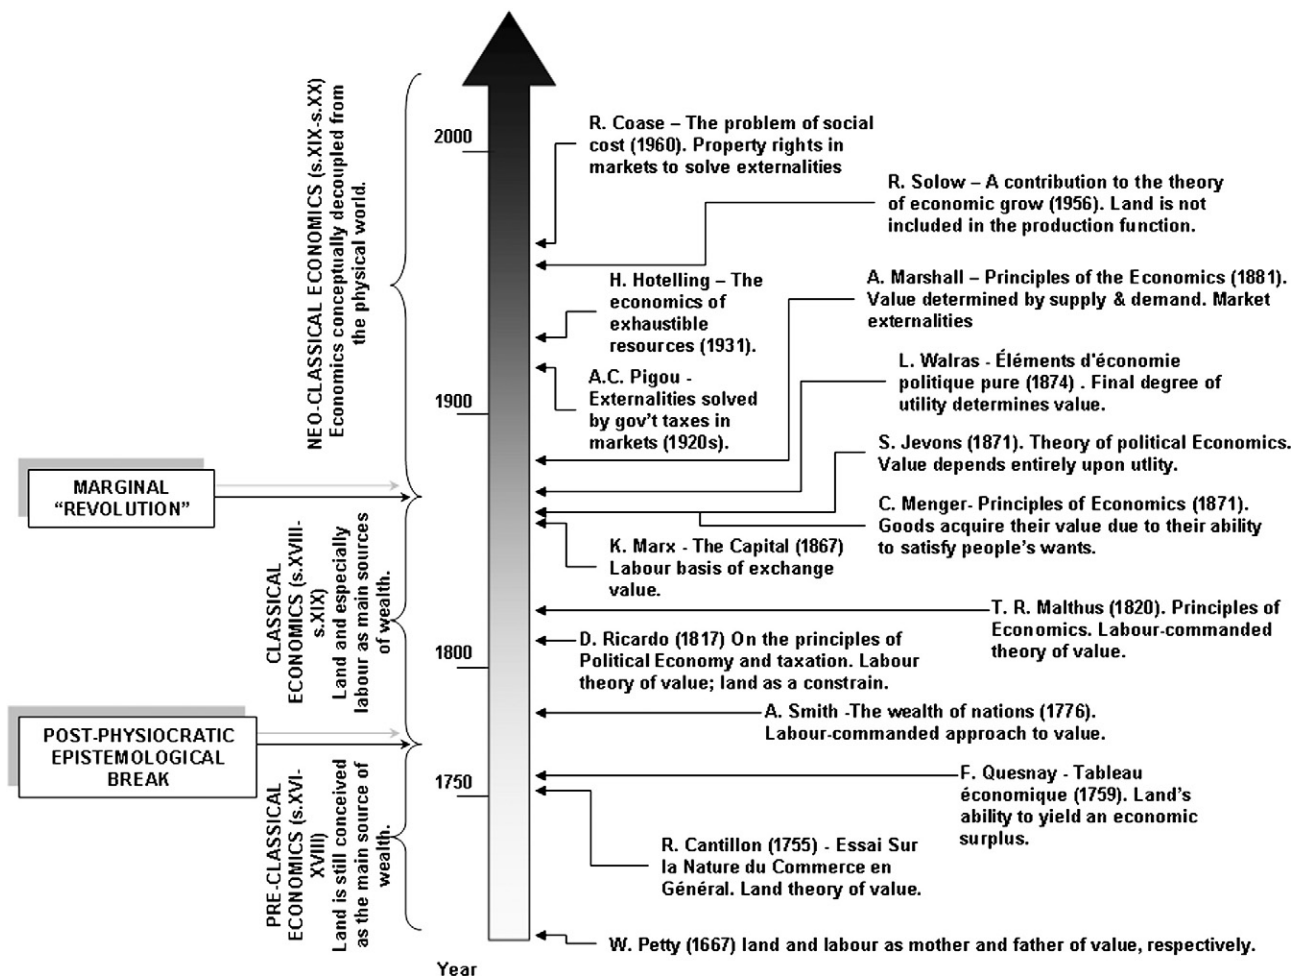 2000
1900
1800
1750
Year
NEO-CLASSICAL ECONOMICS (s.XIX-s.XX)
Economics conceptually decoupled from
the physical world.
MARGINAL
“REVOLUTION”
CLASSICAL
ECONOMICS (s.XVIII-
s.XIX)
Land and especially
labour as main sources
of wealth.
POST-PHYSIOCRATIC
EPISTEMOLOGICAL
BREAK
PRE-CLASSICAL
ECONOMICS (s.XVI-
XVIII)
Land is still conceived
as the main source of
wealth.
R. Coase – The problem of social
cost (1960). Property rights in
markets to solve externalities
R. Solow – A contribution to the theory
of economic grow (1956). Land is not
included in the production function.
H. Hotelling – The
economics of
exhaustible
resources (1931).
A. Marshall – Principles of the Economics (1881).
Value determined by supply & demand. Market
externalities
A.C. Pigou -
Externalities solved
by gov't taxes in
markets (1920s).
L. Walras - Éléments d'économie
politique pure (1874) . Final degree of
utility determines value.
S. Jevons (1871). Theory of political Economics.
Value depends entirely upon utlity.
C. Menger- Principles of Economics (1871).
Goods acquire their value due to their ability
to satisfy people's wants.
K. Marx - The Capital (1867)
Labour basis of exchange
value.
T. R. Malthus (1820). Principles of
Economics. Labour-commanded
theory of value.
D. Ricardo (1817) On the principles of
Political Economy and taxation. Labour
theory of value; land as a constrain.
A. Smith -The wealth of nations (1776).
Labour-commanded approach to value.
F. Quesnay - Tableau
économique (1759). Land's
ability to yield an economic
surplus.
R. Cantillon (1755) - Essai Sur
la Nature du Commerce en
Général. Land theory of value.
W. Petty (1667) land and labour as mother and father of value, respectively.